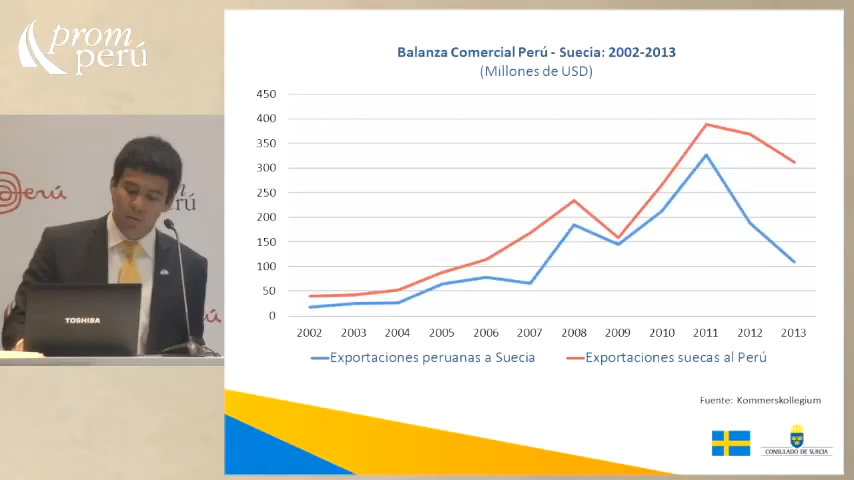 prom
perú
Perú
m
rú
ú
TOSHIBA
Balanza Comercial Perú - Suecia: 2002-2013
(Millones de USD)
450
400
350
300
250
200
150
100
50
0
2002 2003 2004 2005 2006 2007 2008 2009 2010 2011 2012 2013
Exportaciones peruanas a Suecia Exportaciones suecas al Perú
Fuente: Kommerskollegium
CONSULADO DE SUECIA